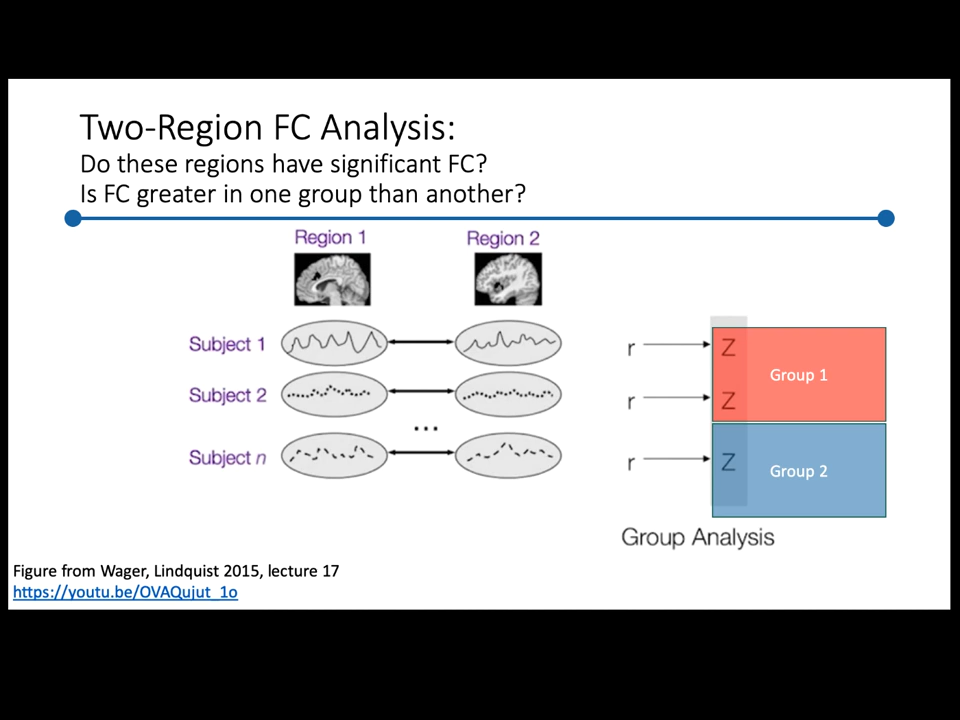 Two-Region FC Analysis:
Do these regions have significant FC?
Is FC greater in one group than another?
Region 1
Region 2
Subject 1
r
Z
Group 1
Subject 2
r
Z
...
Subject n
r
Z
Group 2
Group Analysis
Figure from Wager, Lindquist 2015, lecture 17
https://youtu.be/OVAQujut_1o